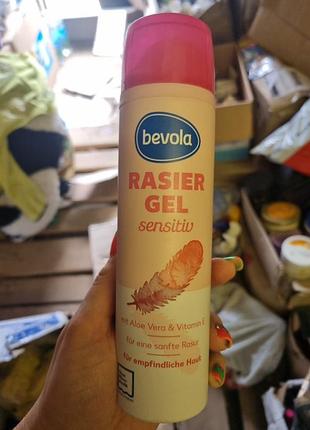 bevola
RASIER
GEL
sensitiv
mit Aloe Vera & Vitamin E
für eine sanfte Rasur
für empfindliche Haut